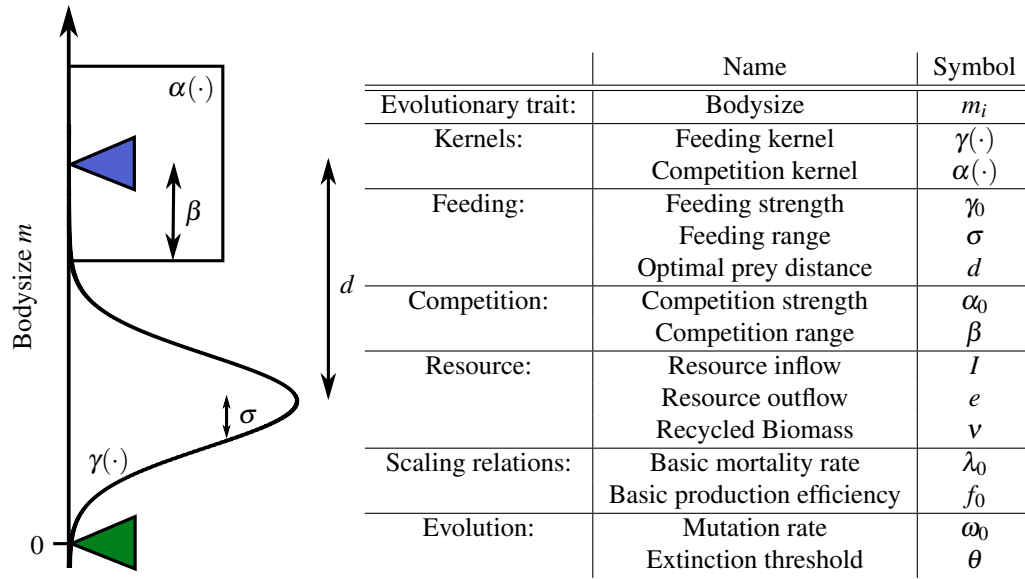 α(·)
β
d
Bodysize m
σ
γ(·)
0
Name Symbol
Evolutionary trait: Bodysize mᵢ
Kernels: Feeding kernel γ(·)
Competition kernel α(·)
Feeding: Feeding strength γ₀
Feeding range σ
Optimal prey distance d
Competition: Competition strength α₀
Competition range β
Resource: Resource inflow I
Resource outflow e
Recycled Biomass ν
Scaling relations: Basic mortality rate λ₀
Basic production efficiency f₀
Evolution: Mutation rate ω₀
Extinction threshold θ